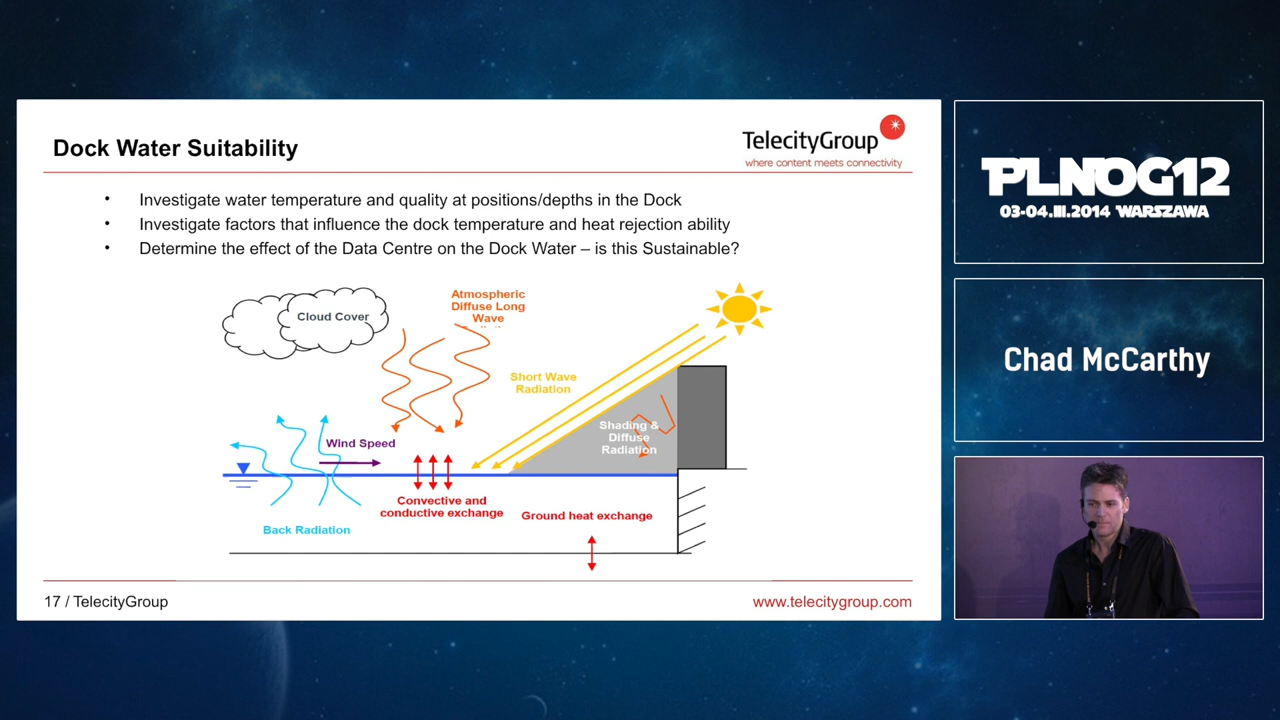 Dock Water Suitability
TelecityGroup
where content meets connectivity
• Investigate water temperature and quality at positions/depths in the Dock
• Investigate factors that influence the dock temperature and heat rejection ability
• Determine the effect of the Data Centre on the Dock Water – is this Sustainable?
Cloud Cover
Atmospheric
Diffuse Long
Wave
Short Wave
Radiation
Shading &
Diffuse
Radiation
Wind Speed
Convective and
conductive exchange
Ground heat exchange
Back Radiation
17 / TelecityGroup
www.telecitygroup.com
PLNOG12
03-04.III.2014 WARSZAWA
Chad McCarthy